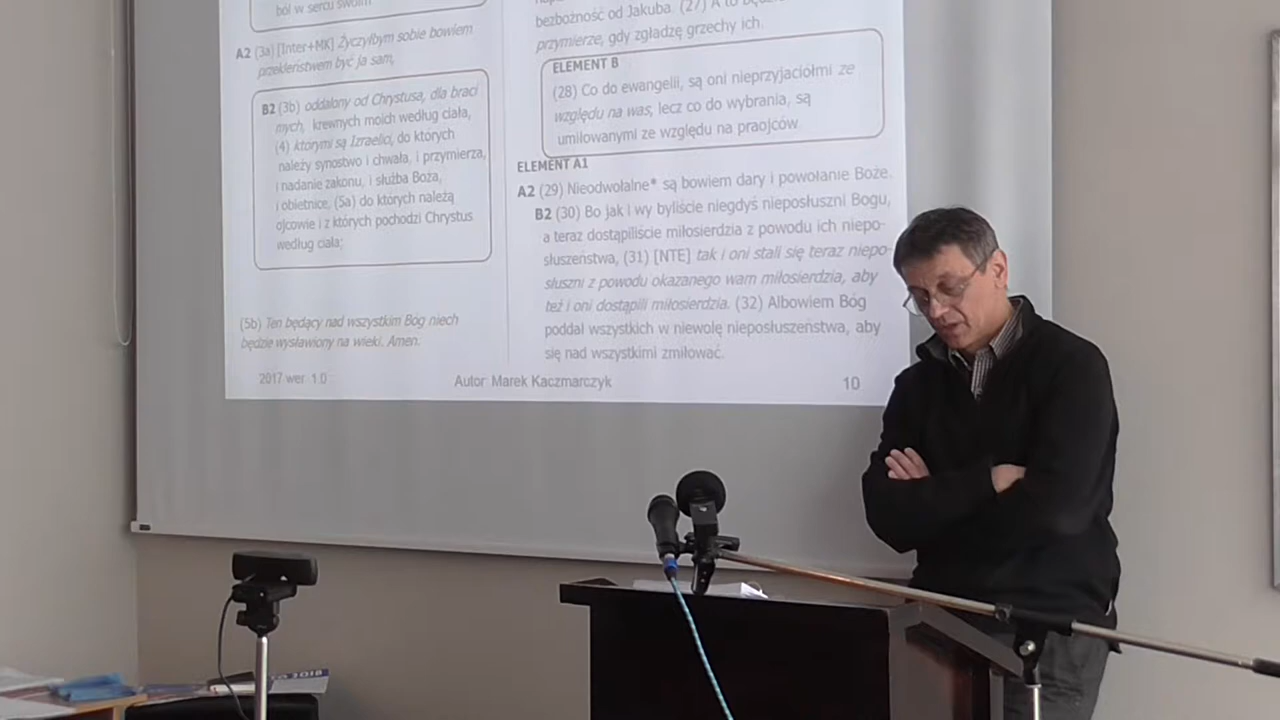 ból w sercu swoim
A2 (3a) [Inter+MK] Życzyłbym sobie bowiem
przekleństwem być ja sam,
B2 (3b) oddalony od Chrystusa, dla braci
mych, krewnych moich według ciała,
(4) którymi są Izraelici, do których
należy synostwo i chwała, i przymierza,
i nadanie zakonu, i służba Boża,
i obietnice, (5a) do których należą
ojcowie i z których pochodzi Chrystus
według ciała;
(5b) Ten będący nad wszystkim Bóg niech
będzie wysławiony na wieki. Amen.
bezbożność od Jakuba. (27) A to
przymierze, gdy zgładzę grzechy ich.
ELEMENT B
(28) Co do ewangelii, są oni nieprzyjaciółmi ze
względu na was, lecz co do wybrania, są
umiłowanymi ze względu na praojców
ELEMENT A1
A2 (29) Nieodwołalne* są bowiem dary i powołanie Boże.
B2 (30) Bo jak i wy byliście niegdyś nieposłuszni Bogu,
a teraz dostąpiliście miłosierdzia z powodu ich niepo-
słuszeństwa, (31) [NTE] tak i oni stali się teraz niepo-
słuszni z powodu okazanego wam miłosierdzia, aby
też i oni dostąpili miłosierdzia. (32) Albowiem Bóg
poddał wszystkich w niewolę nieposłuszeństwa, aby
się nad wszystkimi zmiłować.
2017 wer 1.0 Autor: Marek Kaczmarczyk 10
2018